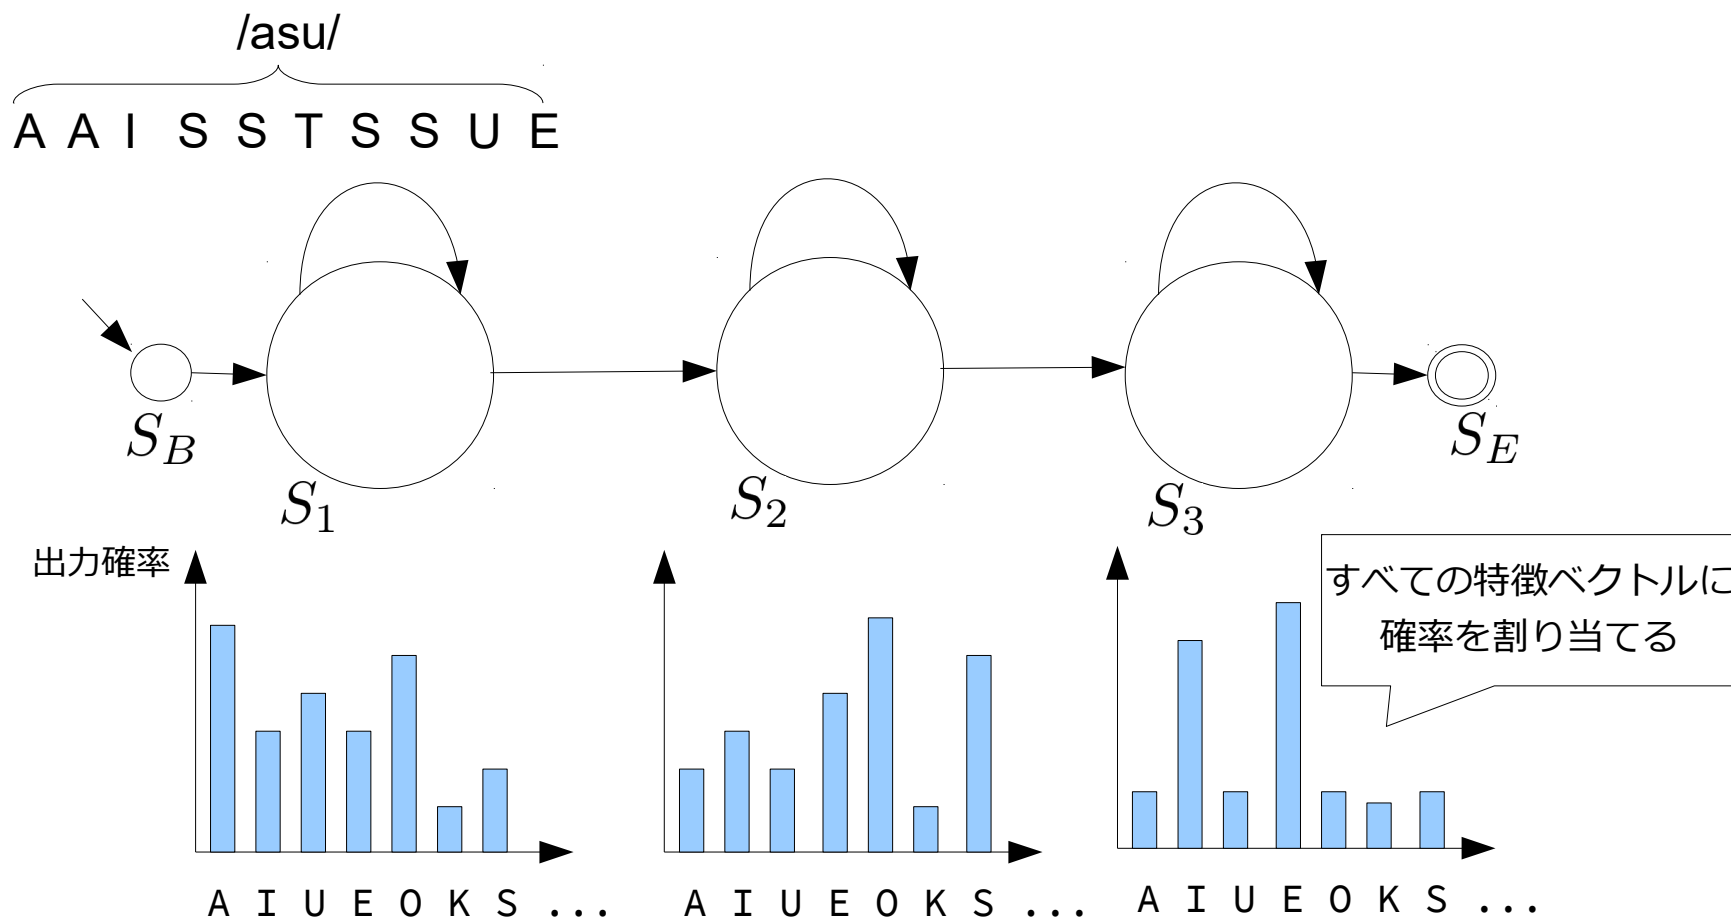 /asu/
A A I S S T S S U E
S_B
S_1
S_2
S_3
S_E
出力確率
すべての特徴ベクトルに
確率を割り当てる
A I U E O K S ...
A I U E O K S ...
A I U E O K S ...